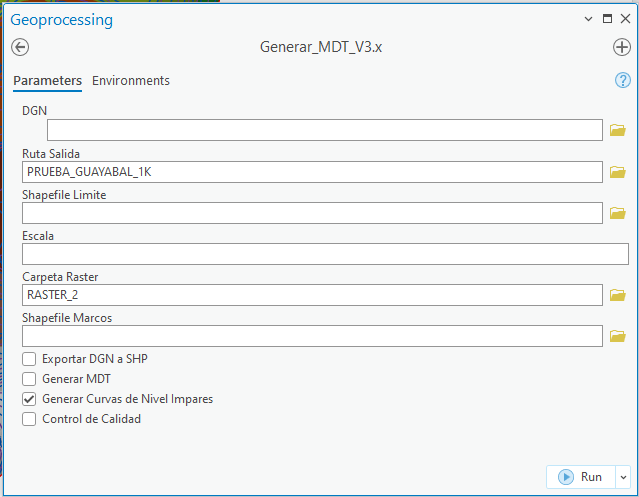 Geoprocessing
Generar_MDT_V3.x
Parameters Environments
DGN
Ruta Salida
PRUEBA_GUAYABAL_1K
Shapefile Limite
Escala
Carpeta Raster
RASTER_2
Shapefile Marcos
Exportar DGN a SHP
Generar MDT
Generar Curvas de Nivel Impares
Control de Calidad
Run